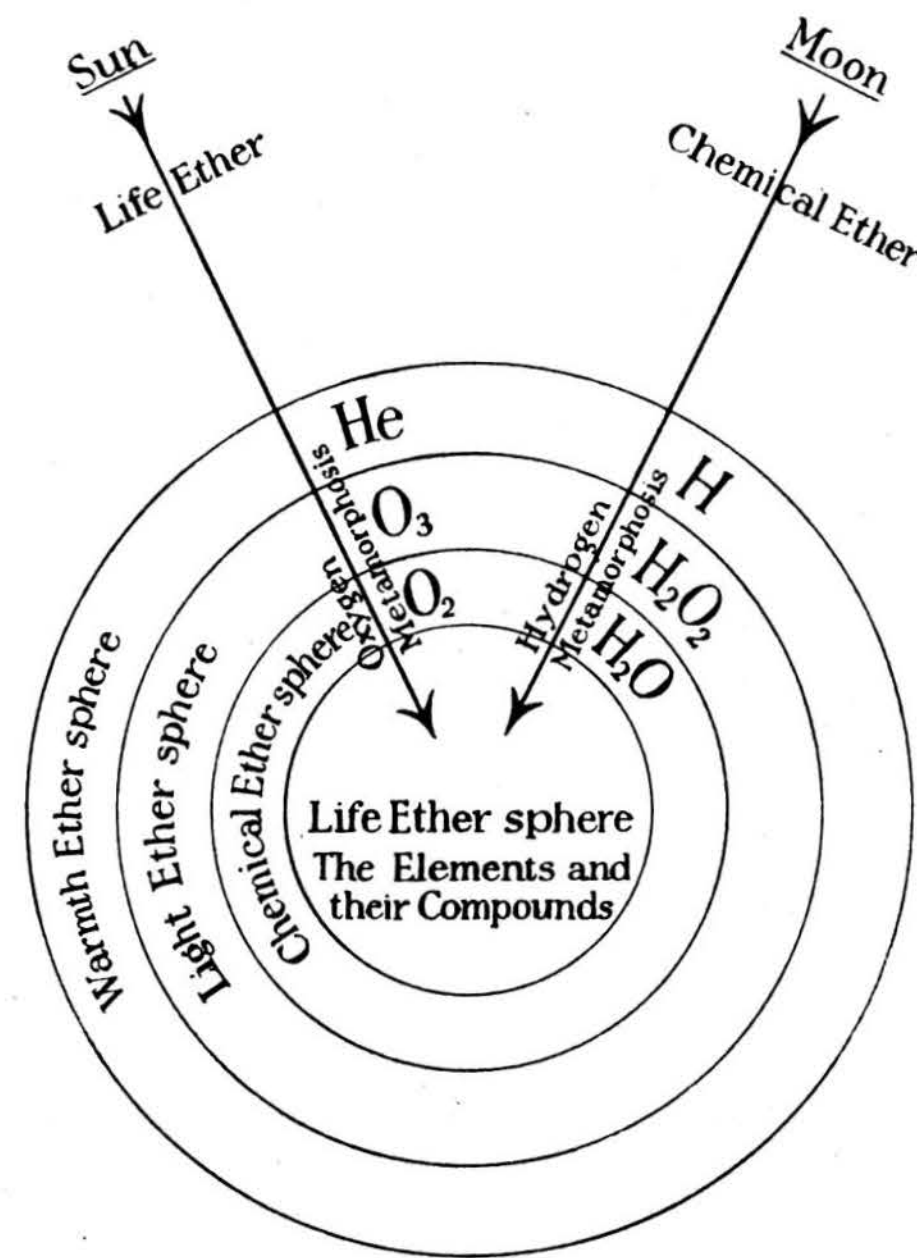 Sun
Moon
Life Ether
Chemical Ether
He
H
O₃
H₂O₂
O₂
H₂O
Oxygen
Metamorphosis
Hydrogen
Metamorphosis
Warmth Ether sphere
Light Ether sphere
Chemical Ether sphere
Life Ether sphere
The Elements and
their Compounds